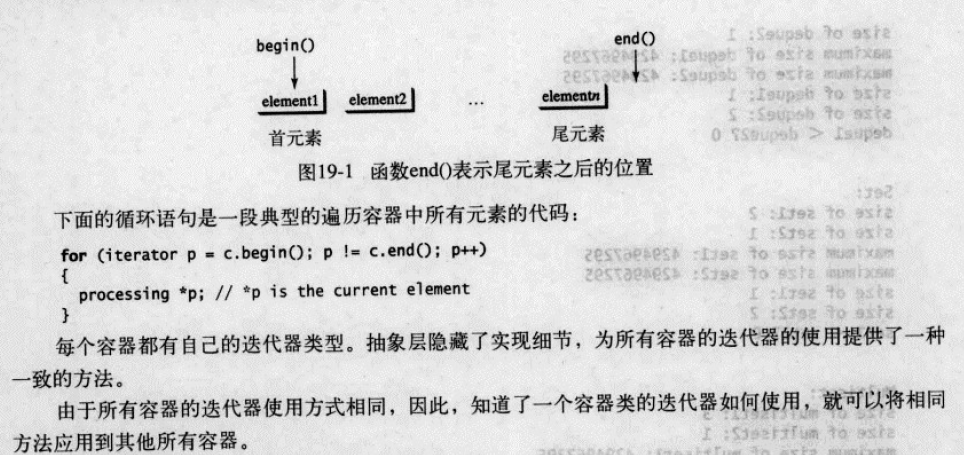 begin()
end()
element1 element2 ... elementn
首元素 尾元素
图19-1 函数end()表示尾元素之后的位置
下面的循环语句是一段典型的遍历容器中所有元素的代码：
for (iterator p = c.begin(); p != c.end(); p++)
{
processing *p; // *p is the current element
}
每个容器都有自己的迭代器类型。抽象层隐藏了实现细节，为所有容器的迭代器的使用提供了一种
一致的方法。
由于所有容器的迭代器使用方式相同，因此，知道了一个容器类的迭代器如何使用，就可以将相同
方法应用到其他所有容器。
size of deque2: 1
maximum size of deque1: 4294967295
maximum size of deque2: 4294967295
size of deque1: 1
size of deque2: 2
deque1 < deque2? 0
Set:
size of set1: 2
size of set2: 1
maximum size of set1: 4294967295
maximum size of set2: 4294967295
size of set1: 1
size of set2: 2
size of multiset1: 3
size of multiset2: 1
maximum size of multiset1: 4294967295